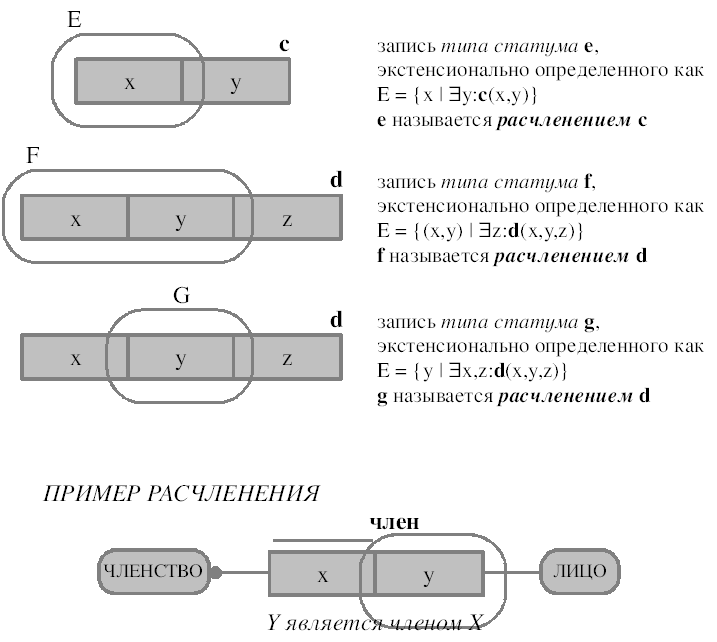 E
c
x
y
запись типа статума e,
экстенсионально определенного как
E = {x | ∃y:c(x,y)}
e называется расчленением c
F
d
x
y
z
запись типа статума f,
экстенсионально определенного как
E = {(x,y) | ∃z:d(x,y,z)}
f называется расчленением d
G
d
x
y
z
запись типа статума g,
экстенсионально определенного как
E = {y | ∃x,z:d(x,y,z)}
g называется расчленением d
ПРИМЕР РАСЧЛЕНЕНИЯ
член
ЧЛЕНСТВО
x
y
ЛИЦО
Y является членом X